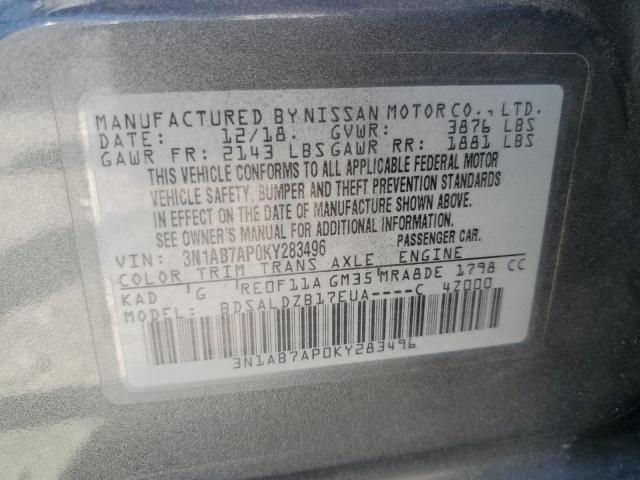 MANUFACTURED BY NISSAN MOTOR CO., LTD.
DATE: 12/18 GVWR: 3876 LBS
GAWR FR: 2143 LBS GAWR RR: 1881 LBS
THIS VEHICLE CONFORMS TO ALL APPLICABLE FEDERAL MOTOR
VEHICLE SAFETY, BUMPER AND THEFT PREVENTION STANDARDS
IN EFFECT ON THE DATE OF MANUFACTURE SHOWN ABOVE.
SEE OWNER'S MANUAL FOR ADDITIONAL INFORMATION.
VIN: 3N1AB7AP0KY283496 PASSENGER CAR.
COLOR TRIM TRANS AXLE ENGINE
KAD G RE0F11A GM35 MRA8DE 1798 CC
MODEL: BDSALDZB17EUA----C 4Z000
3N1AB7AP0KY283496